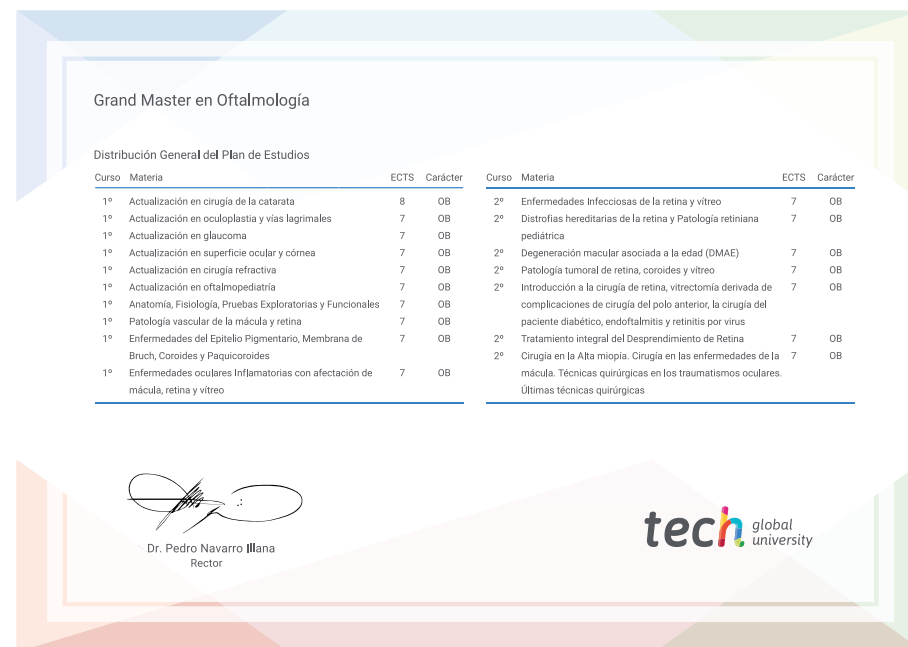 Grand Master en Oftalmología
Distribución General del Plan de Estudios
Curso Materia ECTS Carácter
1º Actualización en cirugía de la catarata 8 OB
1º Actualización en oculoplastia y vías lagrimales 7 OB
1º Actualización en glaucoma 7 OB
1º Actualización en superficie ocular y córnea 7 OB
1º Actualización en cirugía refractiva 7 OB
1º Actualización en oftalmopediatría 7 OB
1º Anatomía, Fisiología, Pruebas Exploratorias y Funcionales 7 OB
1º Patología vascular de la mácula y retina 7 OB
1º Enfermedades del Epitelio Pigmentario, Membrana de 7 OB
Bruch, Coroides y Paquicoroides
1º Enfermedades oculares Inflamatorias con afectación de 7 OB
mácula, retina y vítreo
Curso Materia ECTS Carácter
2º Enfermedades Infecciosas de la retina y vítreo 7 OB
2º Distrofias hereditarias de la retina y Patología retiniana 7 OB
pediátrica
2º Degeneración macular asociada a la edad (DMAE) 7 OB
2º Patología tumoral de retina, coroides y vítreo 7 OB
2º Introducción a la cirugía de retina, vitrectomía derivada de 7 OB
complicaciones de cirugía del polo anterior, la cirugía del
paciente diabético, endoftalmitis y retinitis por virus
2º Tratamiento integral del Desprendimiento de Retina 7 OB
2º Cirugía en la Alta miopía. Cirugía en las enfermedades de la 7 OB
mácula. Técnicas quirúrgicas en los traumatismos oculares.
Últimas técnicas quirúrgicas
Dr. Pedro Navarro Illana
Rector
tech global
university